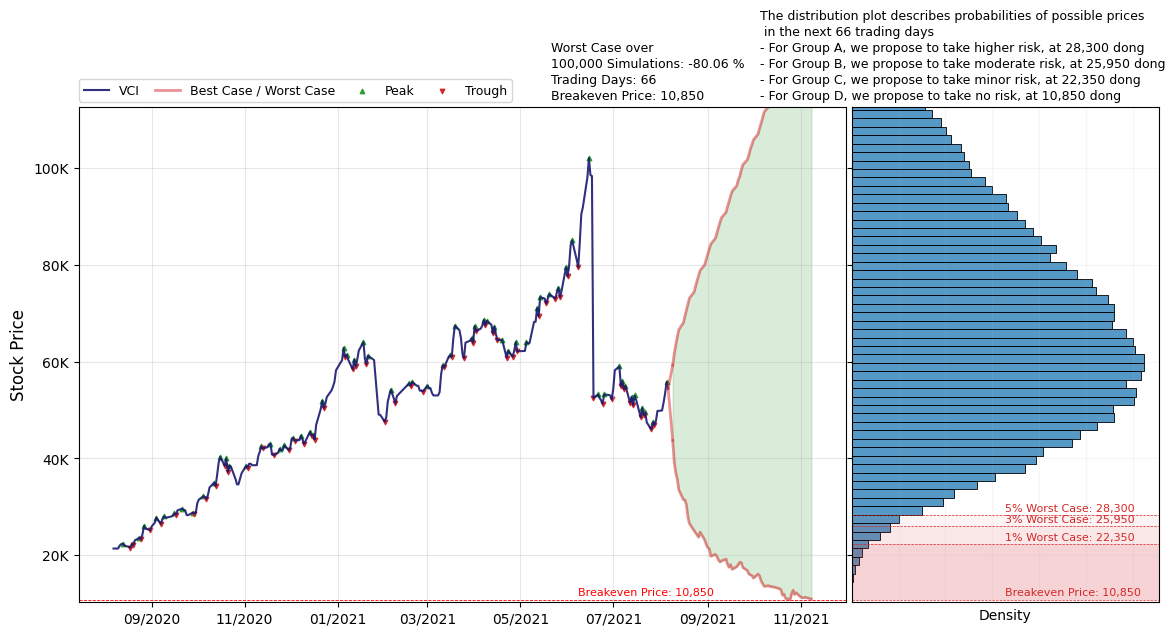 The distribution plot describes probabilities of possible prices
in the next 66 trading days
- For Group A, we propose to take higher risk, at 28,300 dong
- For Group B, we propose to take moderate risk, at 25,950 dong
- For Group C, we propose to take minor risk, at 22,350 dong
- For Group D, we propose to take no risk, at 10,850 dong
Worst Case over
100,000 Simulations: -80.06 %
Trading Days: 66
Breakeven Price: 10,850
VCI
Best Case / Worst Case
Peak
Trough
Stock Price
100K
80K
60K
40K
20K
09/2020
11/2020
01/2021
03/2021
05/2021
07/2021
09/2021
11/2021
Breakeven Price: 10,850
5% Worst Case: 28,300
3% Worst Case: 25,950
1% Worst Case: 22,350
Breakeven Price: 10,850
Density